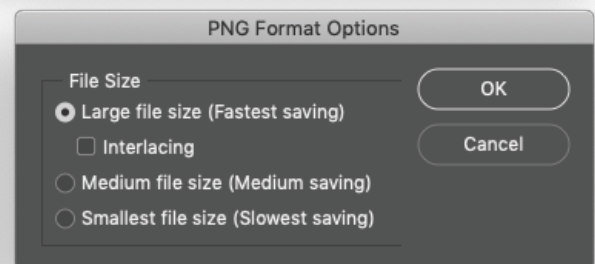 PNG Format Options
File Size
Large file size (Fastest saving)
Interlacing
Medium file size (Medium saving)
Smallest file size (Slowest saving)
OK
Cancel